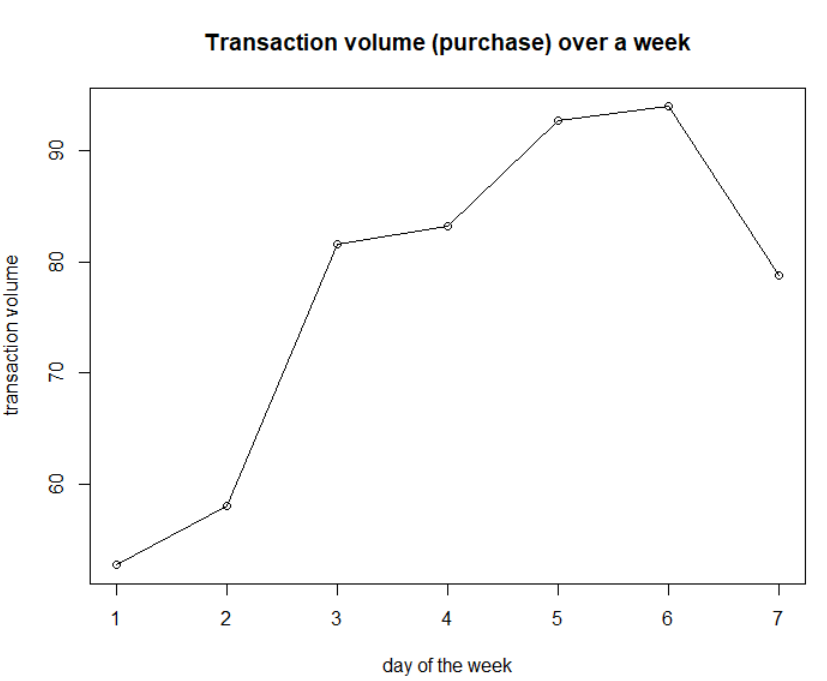 Transaction volume (purchase) over a week
transaction volume
90
80
70
60
1 2 3 4 5 6 7
day of the week